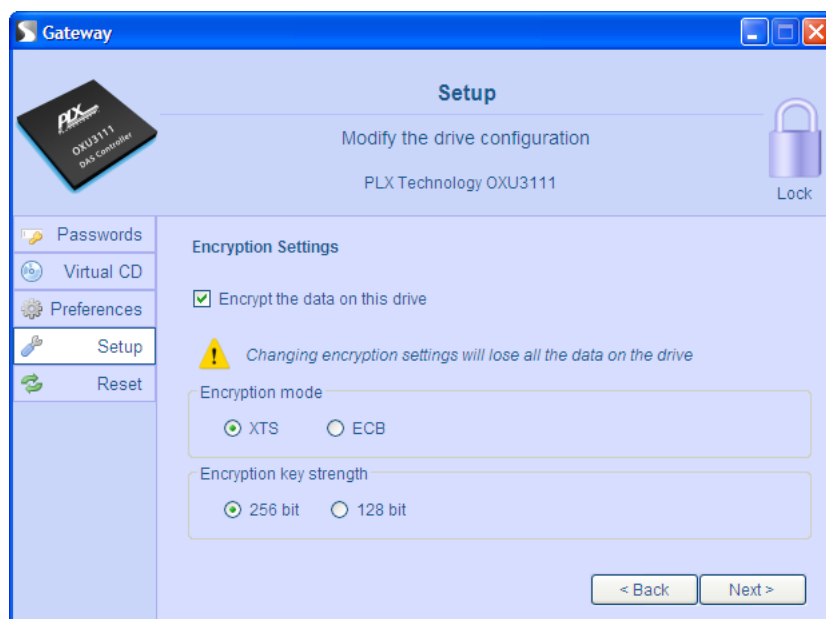 Gateway
PLX
TECHNOLOGY
OXU3111
DAS Controller
Setup
Modify the drive configuration
PLX Technology OXU3111
Lock
Passwords
Virtual CD
Preferences
Setup
Reset
Encryption Settings
Encrypt the data on this drive
Changing encryption settings will lose all the data on the drive
Encryption mode
XTS ECB
Encryption key strength
256 bit 128 bit
< Back Next >